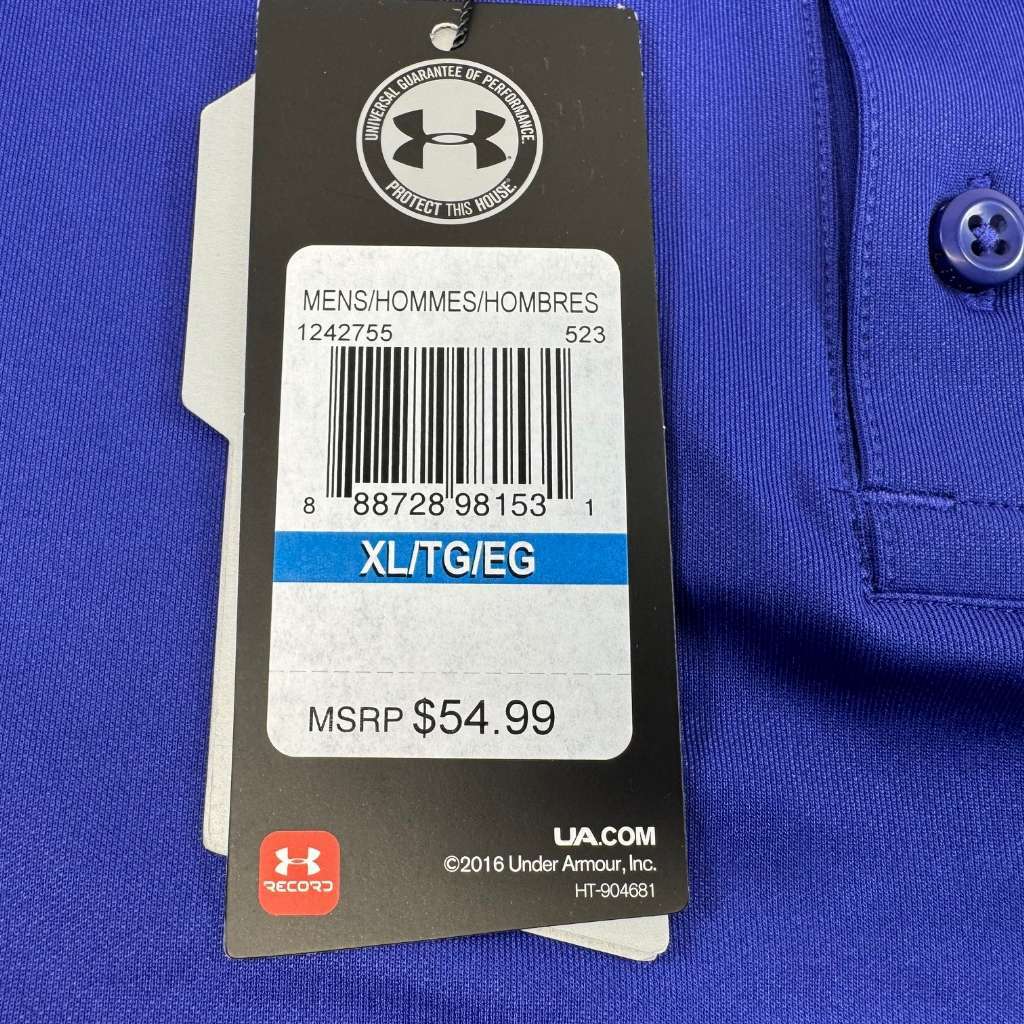 UNIVERSAL GUARANTEE OF PERFORMANCE.
PROTECT THIS HOUSE.®
MENS/HOMMES/HOMBRES
1242755 523
8 88728 98153 1
XL/TG/EG
MSRP $54.99
UA.COM
©2016 Under Armour, Inc.
HT-904681
RECORD